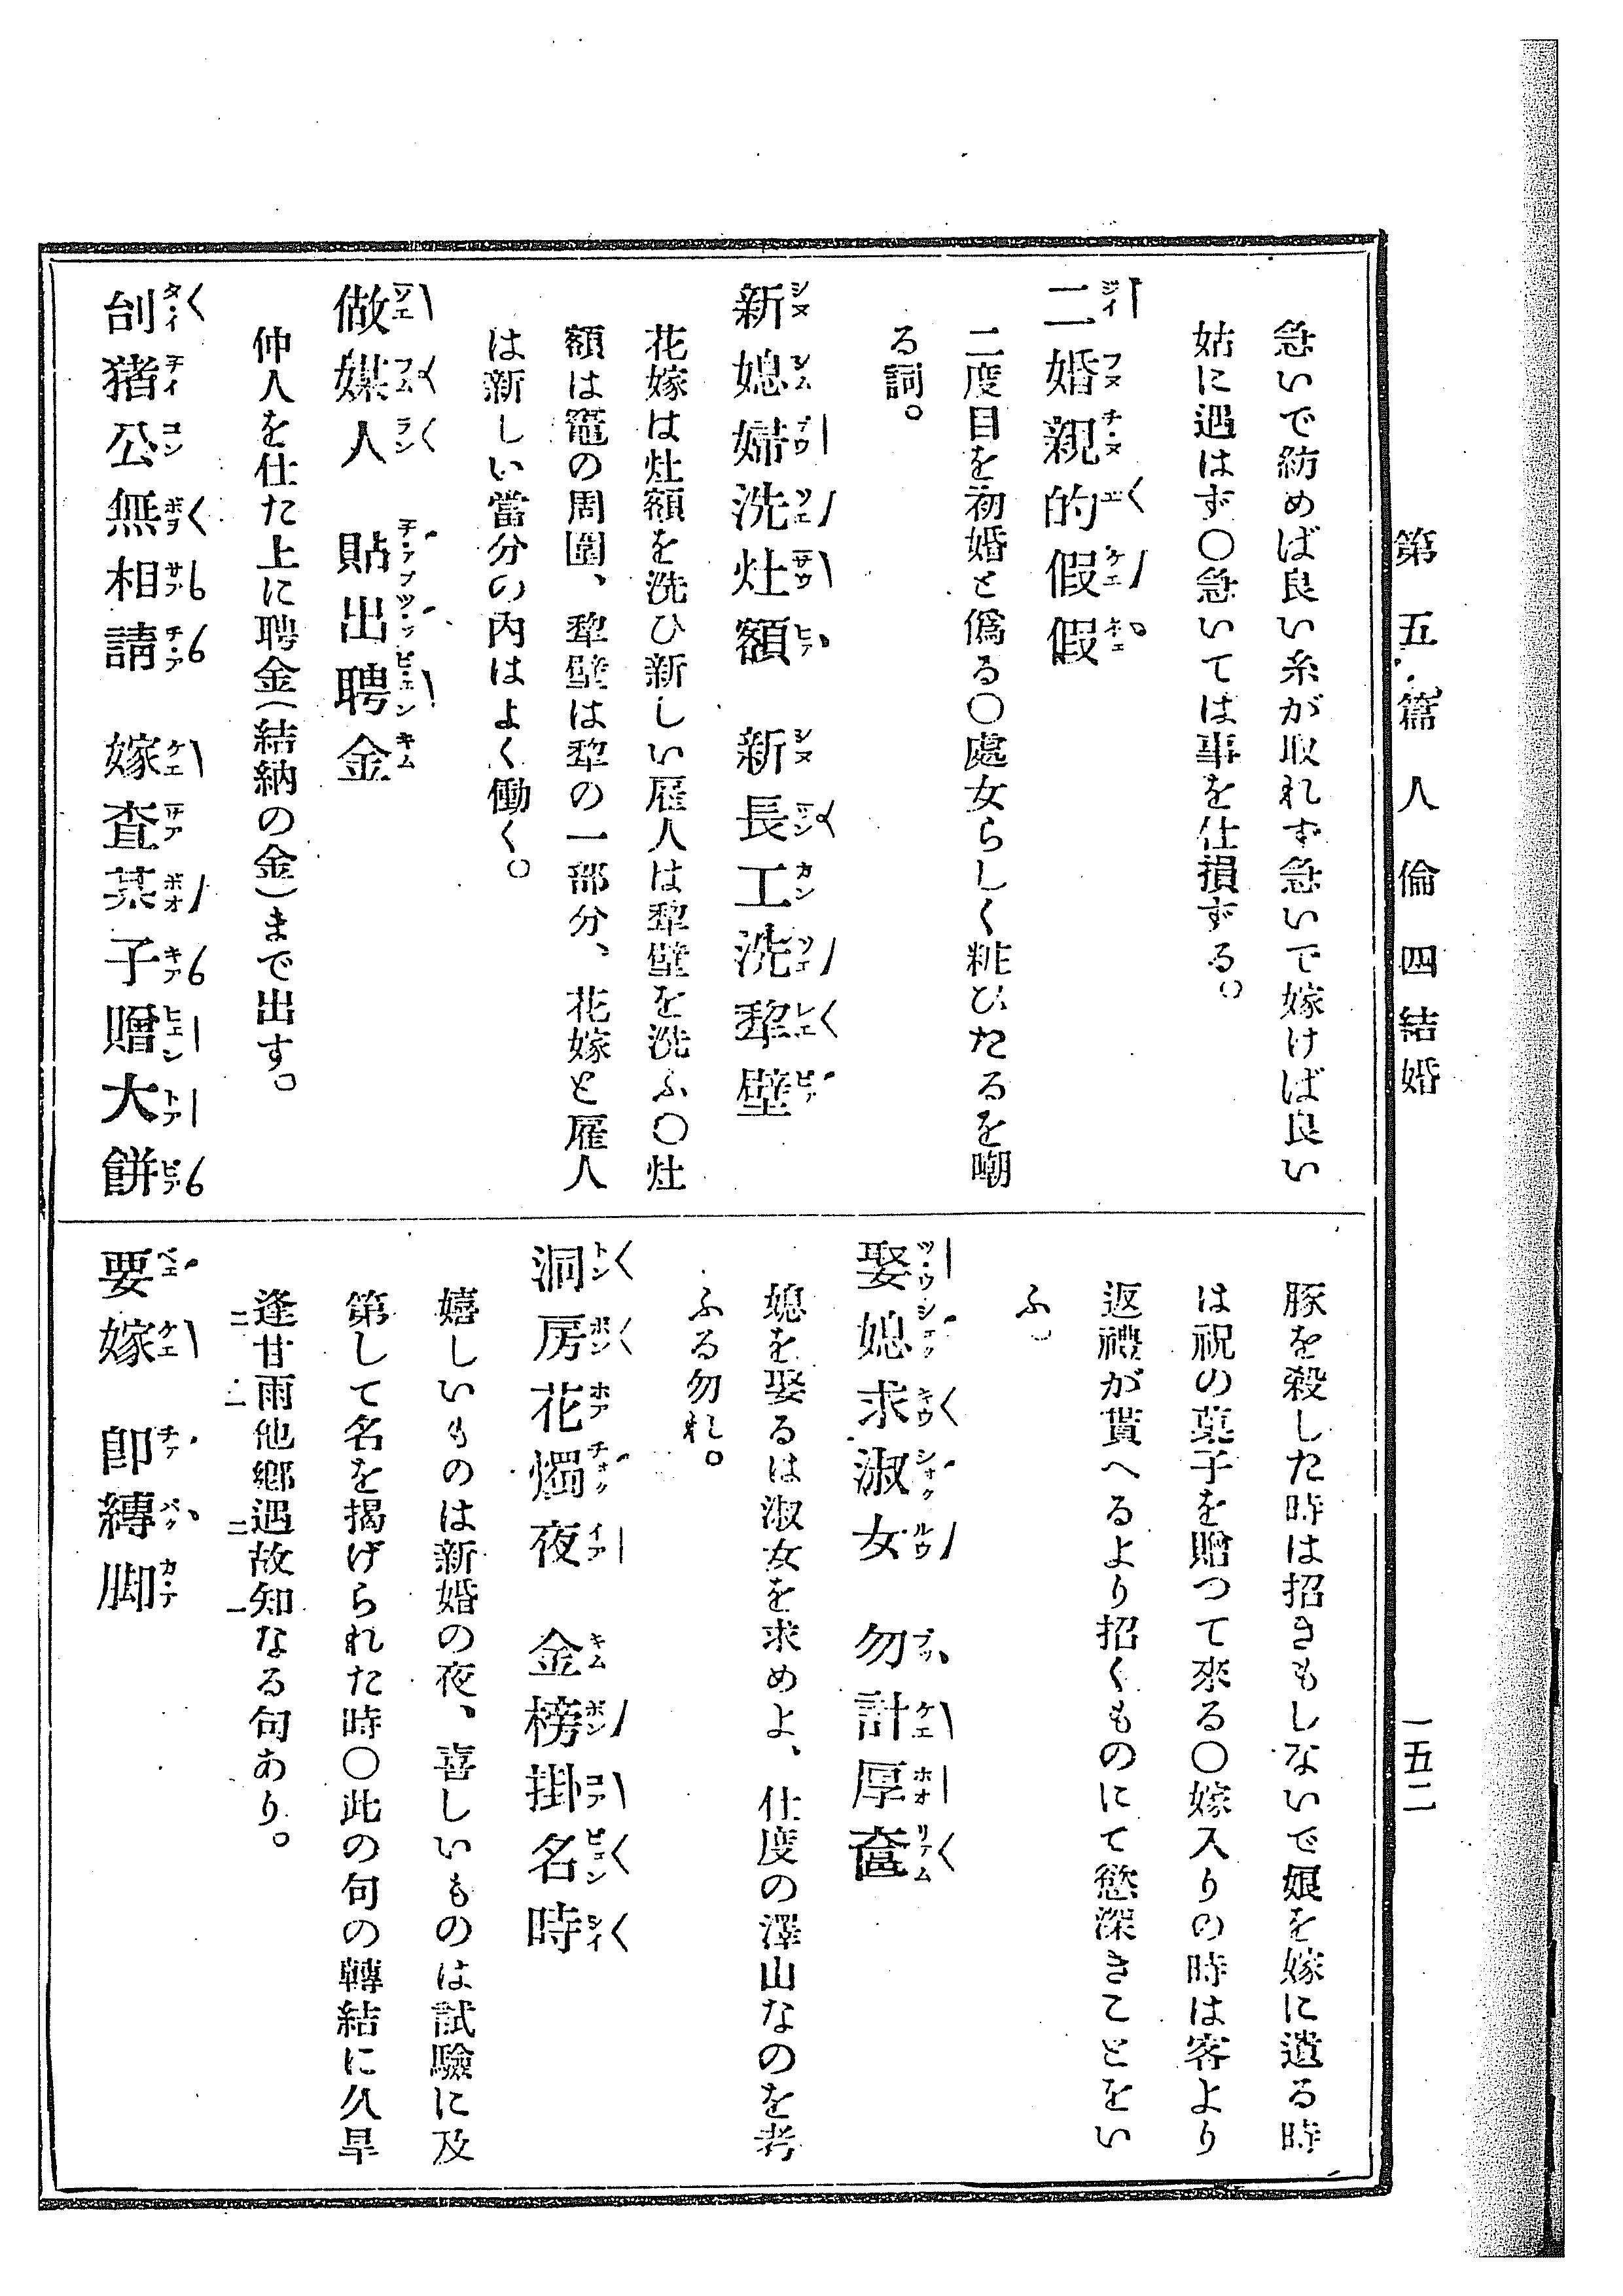 第五篇 人倫 四 結婚
一五二
急いで紡めば良い糸が取れず急いで嫁けば良い
姑に遇はず〇急いては事を仕損ずる。
二婚親的假假
二度目を初婚と僞る〇處女らしく粧ひたるを嘲
る詞。
新媳婦洗灶額 新長工洗犂壁
花嫁は灶額を洗ひ新しい雇人は犂壁を洗ふ〇灶
額は竈の周圍、犂壁は犂の一部分、花嫁と雇人
は新しい當分の内はよく働く。
做媒人 貼出聘金
仲人を仕た上に聘金(結納の金)まで出す。
刣猪公無相請 嫁査某子贈大餅
豚を殺した時は招きもしないで娘を嫁に遣る時
は祝の菓子を贈つて來る〇嫁入りの時は客より
返禮が貰へるより招くものにて慾深きことをい
ふ。
娶媳求淑女 勿計厚奩
媳を娶るは淑女を求めよ、仕度の澤山なのを考
ふる勿れ。
洞房花燭夜 金榜掛名時
嬉しいものは新婚の夜、喜しいものは試驗に及
第して名を揭げられた時〇此の句の轉結に久旱
逢甘雨他鄕遇故知なる句あり。
要嫁 卽縛脚